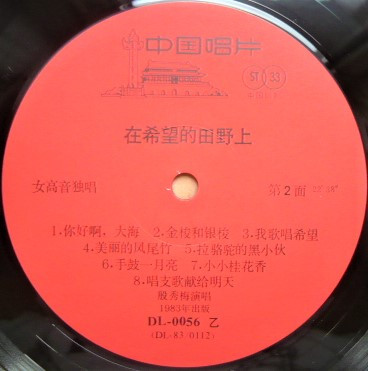 中国唱片
ST 33
在希望的田野上
女高音独唱
第2面
1.你好啊,大海 2.金梭和银梭 3.我歌唱希望
4.美丽的凤尾竹 5.拉骆驼的黑小伙
6.手鼓一月亮 7.小小桂花香
8.唱支歌献给明天
殷秀梅演唱
1983年出版
DL-0056 乙
(DL-83/0112)